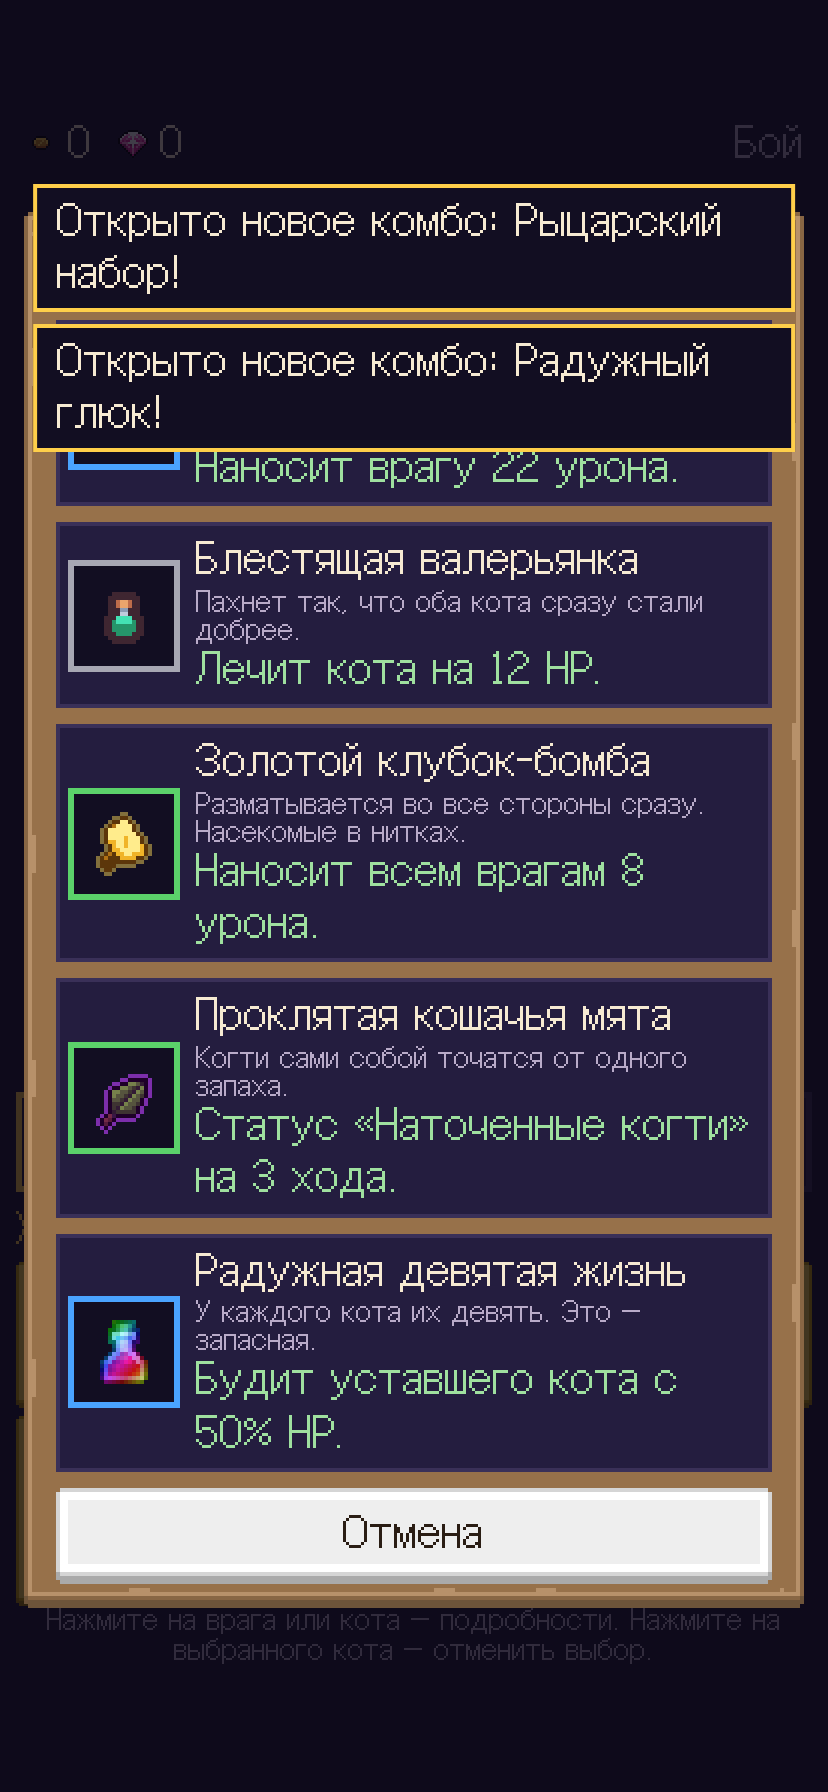 0 0 Бой
Открыто новое комбо: Рыцарский
набор!
Открыто новое комбо: Радужный
глюк!
Наносит врагу 22 урона.
Блестящая валерьянка
Пахнет так, что оба кота сразу стали
добрее.
Лечит кота на 12 HP.
Золотой клубок-бомба
Разматывается во все стороны сразу.
Насекомые в нитках.
Наносит всем врагам 8
урона.
Проклятая кошачья мята
Когти сами собой точатся от одного
запаха.
Статус «Наточенные когти»
на 3 хода.
Радужная девятая жизнь
У каждого кота их девять. Это —
запасная.
Будит уставшего кота с
50% HP.
Отмена
Нажмите на врага или кота — подробности. Нажмите на
выбранного кота — отменить выбор.